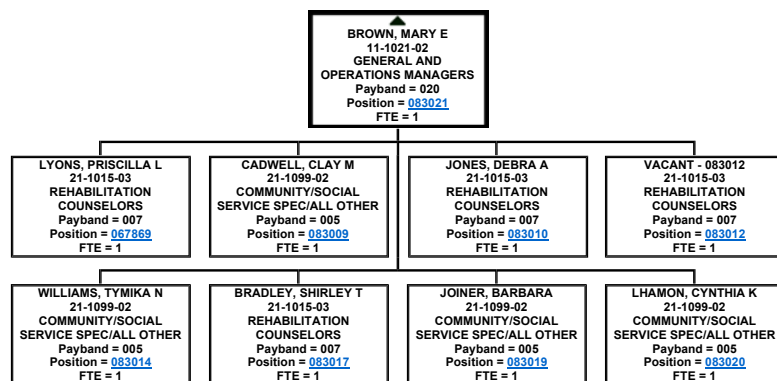 BROWN, MARY E
11-1021-02
GENERAL AND
OPERATIONS MANAGERS
Payband = 020
Position = 083021
FTE = 1
LYONS, PRISCILLA L
21-1015-03
REHABILITATION
COUNSELORS
Payband = 007
Position = 067869
FTE = 1
CADWELL, CLAY M
21-1099-02
COMMUNITY/SOCIAL
SERVICE SPEC/ALL OTHER
Payband = 005
Position = 083009
FTE = 1
JONES, DEBRA A
21-1015-03
REHABILITATION
COUNSELORS
Payband = 007
Position = 083010
FTE = 1
VACANT - 083012
21-1015-03
REHABILITATION
COUNSELORS
Payband = 007
Position = 083012
FTE = 1
WILLIAMS, TYMIKA N
21-1099-02
COMMUNITY/SOCIAL
SERVICE SPEC/ALL OTHER
Payband = 005
Position = 083014
FTE = 1
BRADLEY, SHIRLEY T
21-1015-03
REHABILITATION
COUNSELORS
Payband = 007
Position = 083017
FTE = 1
JOINER, BARBARA
21-1099-02
COMMUNITY/SOCIAL
SERVICE SPEC/ALL OTHER
Payband = 005
Position = 083019
FTE = 1
LHAMON, CYNTHIA K
21-1099-02
COMMUNITY/SOCIAL
SERVICE SPEC/ALL OTHER
Payband = 005
Position = 083020
FTE = 1